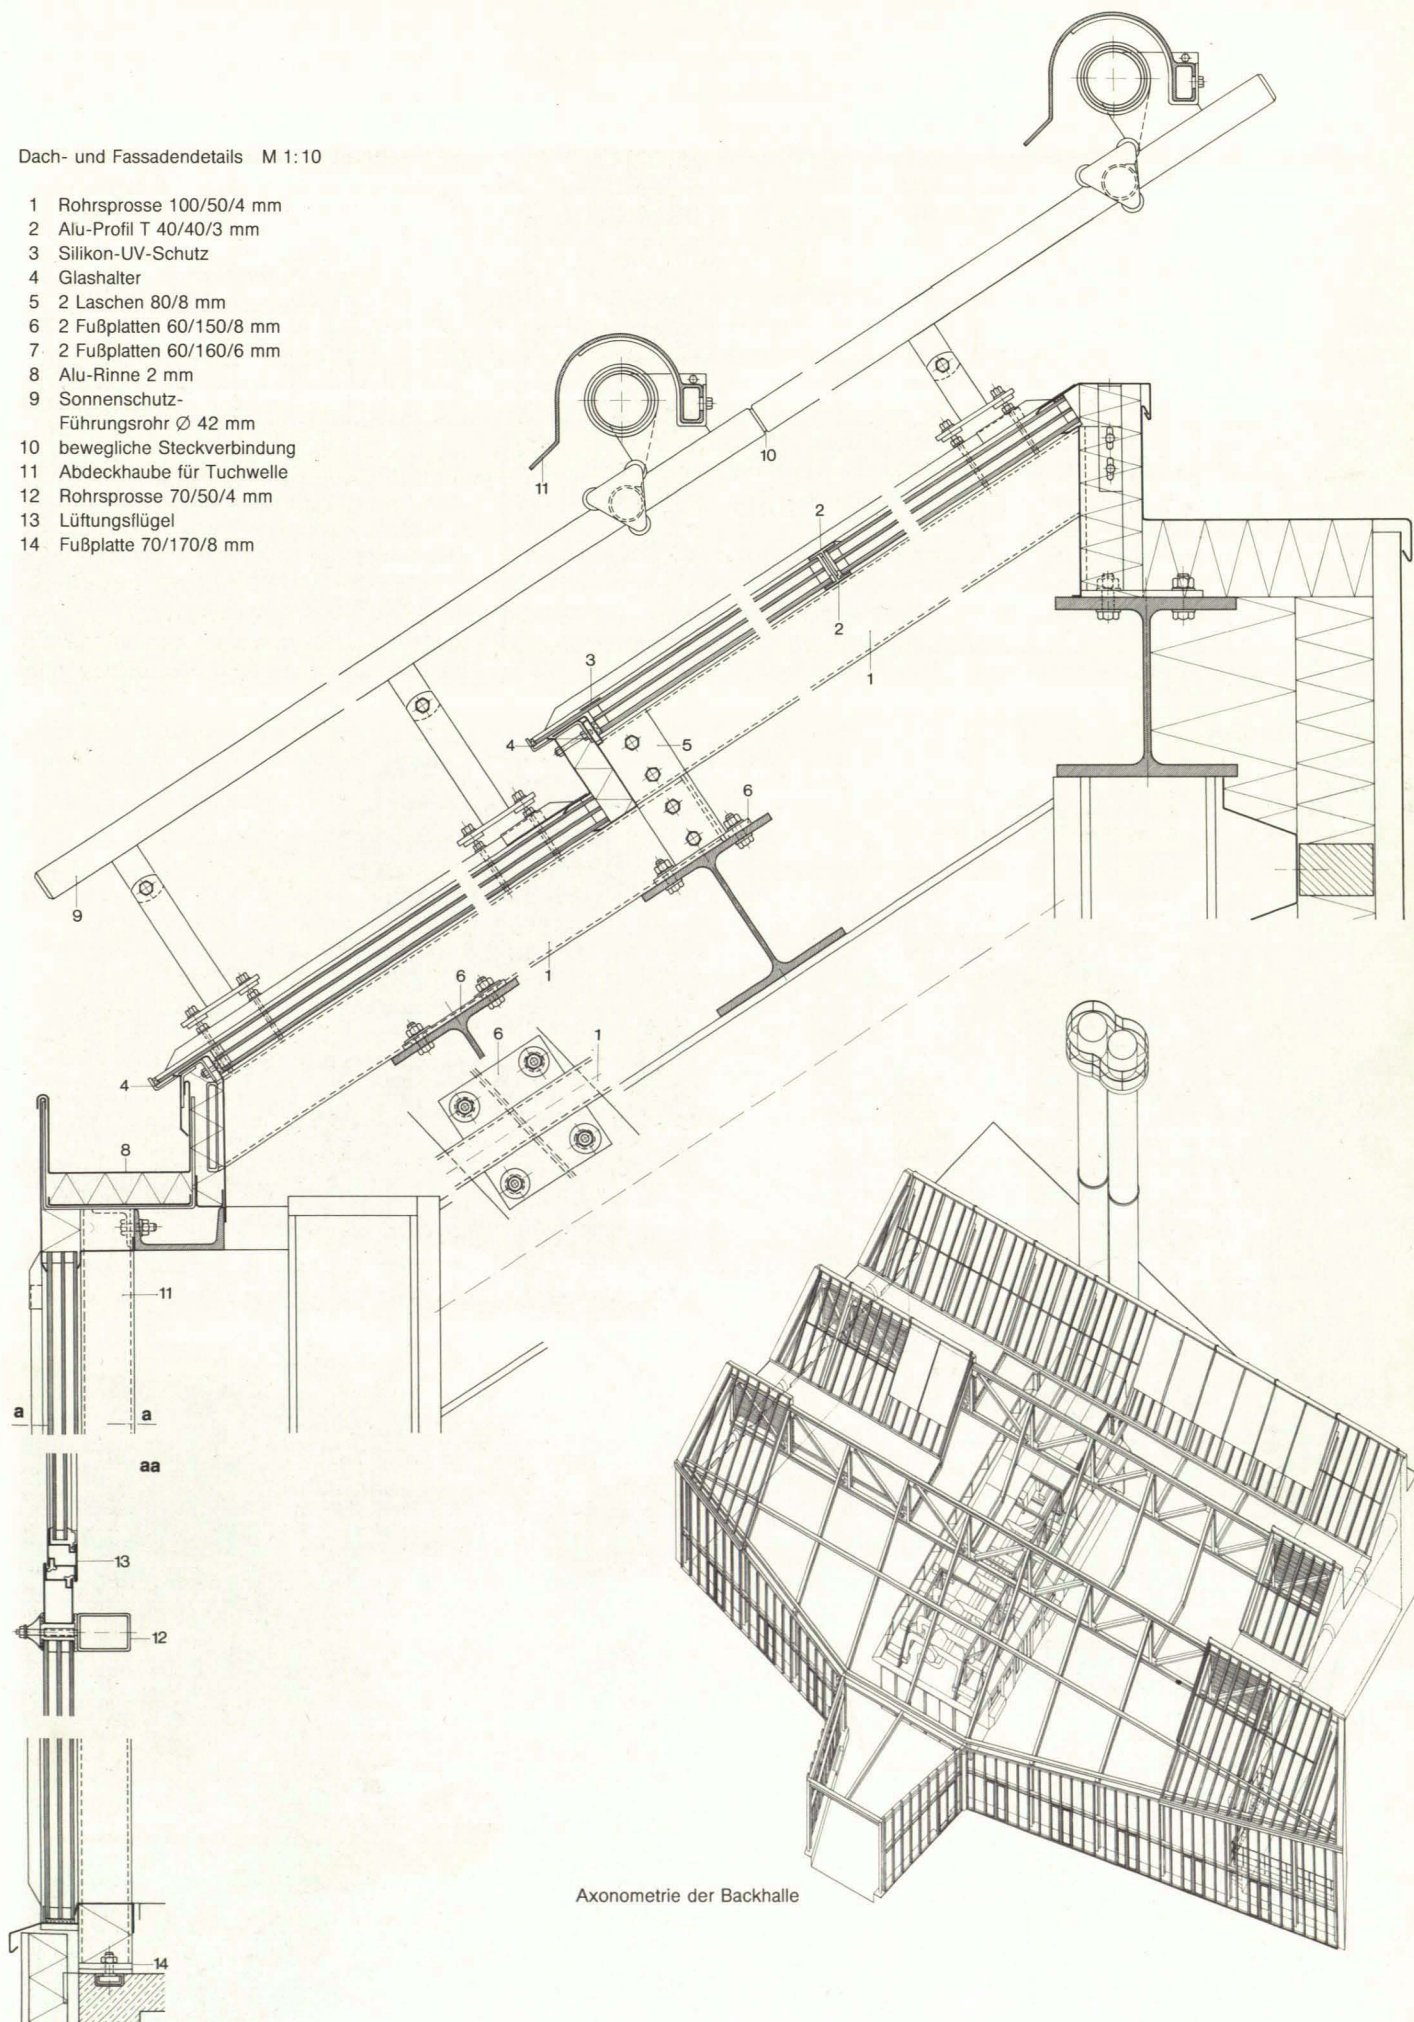 Dach- und Fassadendetails M 1:10
1 Rohrsprosse 100/50/4 mm
2 Alu-Profil T 40/40/3 mm
3 Silikon-UV-Schutz
4 Glashalter
5 2 Laschen 80/8 mm
6 2 Fußplatten 60/150/8 mm
7 2 Fußplatten 60/160/6 mm
8 Alu-Rinne 2 mm
9 Sonnenschutz-
Führungsrohr Ø 42 mm
10 bewegliche Steckverbindung
11 Abdeckhaube für Tuchwelle
12 Rohrsprosse 70/50/4 mm
13 Lüftungsflügel
14 Fußplatte 70/170/8 mm
10
11
2
2
1
3
4
5
6
9
1
6
6
1
4
8
11
a a
aa
13
12
14
Axonometrie der Backhalle